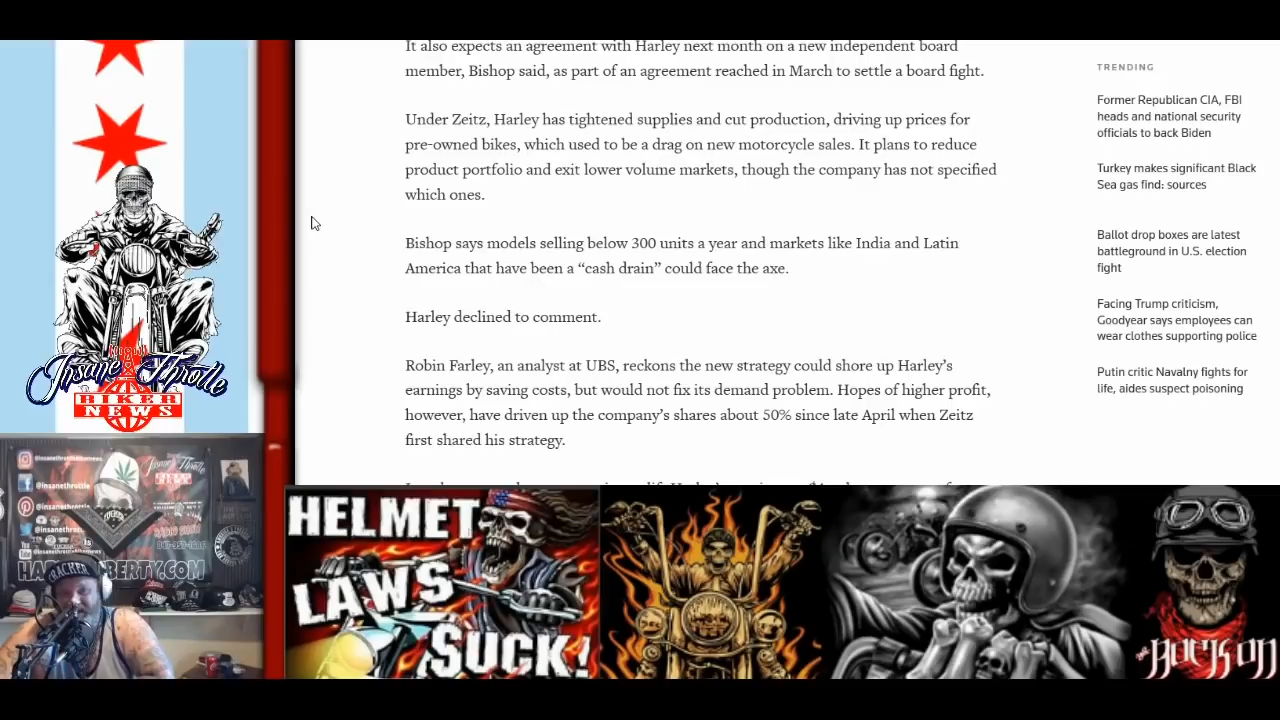 It also expects an agreement with Harley next month on a new independent board
member, Bishop said, as part of an agreement reached in March to settle a board fight.
Under Zeitz, Harley has tightened supplies and cut production, driving up prices for
pre-owned bikes, which used to be a drag on new motorcycle sales. It plans to reduce
product portfolio and exit lower volume markets, though the company has not specified
which ones.
Bishop says models selling below 300 units a year and markets like India and Latin
America that have been a “cash drain” could face the axe.
Harley declined to comment.
Robin Farley, an analyst at UBS, reckons the new strategy could shore up Harley’s
earnings by saving costs, but would not fix its demand problem. Hopes of higher profit,
however, have driven up the company’s shares about 50% since late April when Zeitz
first shared his strategy.
TRENDING
Former Republican CIA, FBI
heads and national security
officials to back Biden
Turkey makes significant Black
Sea gas find: sources
Ballot drop boxes are latest
battleground in U.S. election
fight
Facing Trump criticism,
Goodyear says employees can
wear clothes supporting police
Putin critic Navalny fights for
life, aides suspect poisoning
Insane Throttle
BIKER
NEWS
@insanethrottle
@insanethrottle
CRACKER
HELMET
LAWS
SUCK!